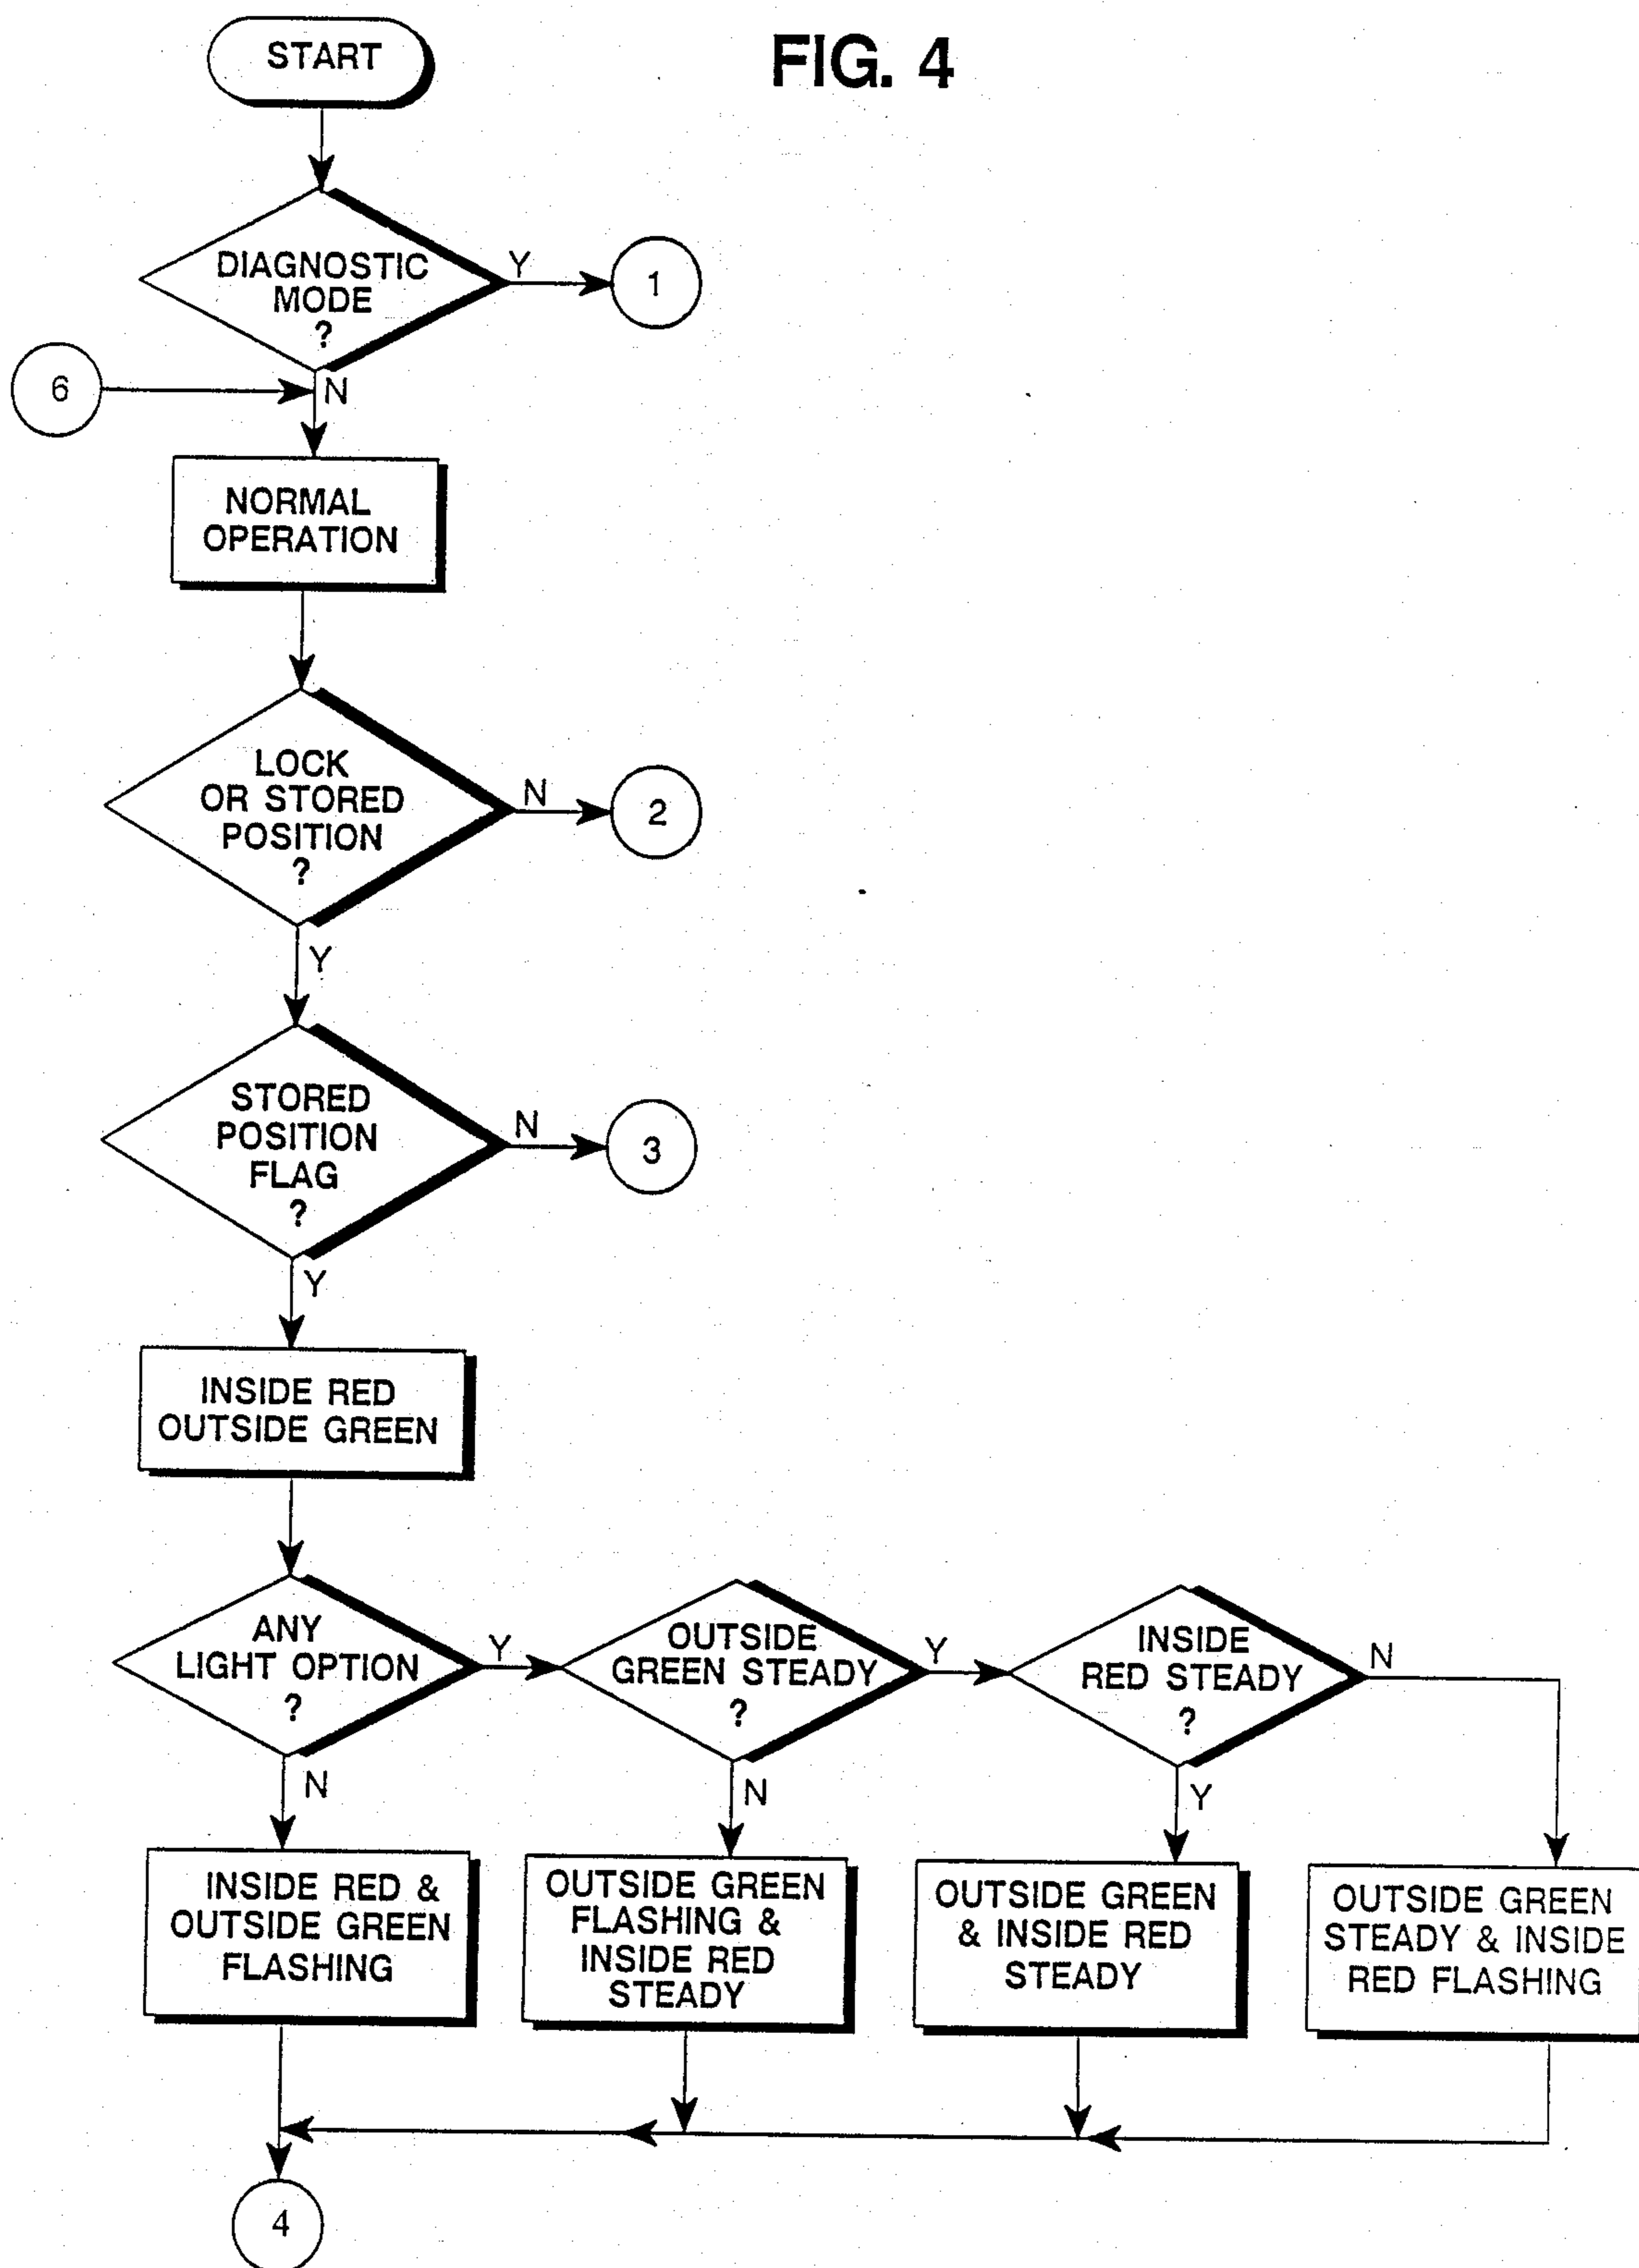 FIG. 4
START
DIAGNOSTIC
MODE
?
Y
1
6
N
NORMAL
OPERATION
LOCK
OR STORED
POSITION
?
N
2
Y
STORED
POSITION
FLAG
?
N
3
Y
INSIDE RED
OUTSIDE GREEN
ANY
LIGHT OPTION
?
Y
OUTSIDE
GREEN STEADY
?
Y
INSIDE
RED STEADY
?
N
N
N
Y
INSIDE RED &
OUTSIDE GREEN
FLASHING
OUTSIDE GREEN
FLASHING &
INSIDE RED
STEADY
OUTSIDE GREEN
& INSIDE RED
STEADY
OUTSIDE GREEN
STEADY & INSIDE
RED FLASHING
4